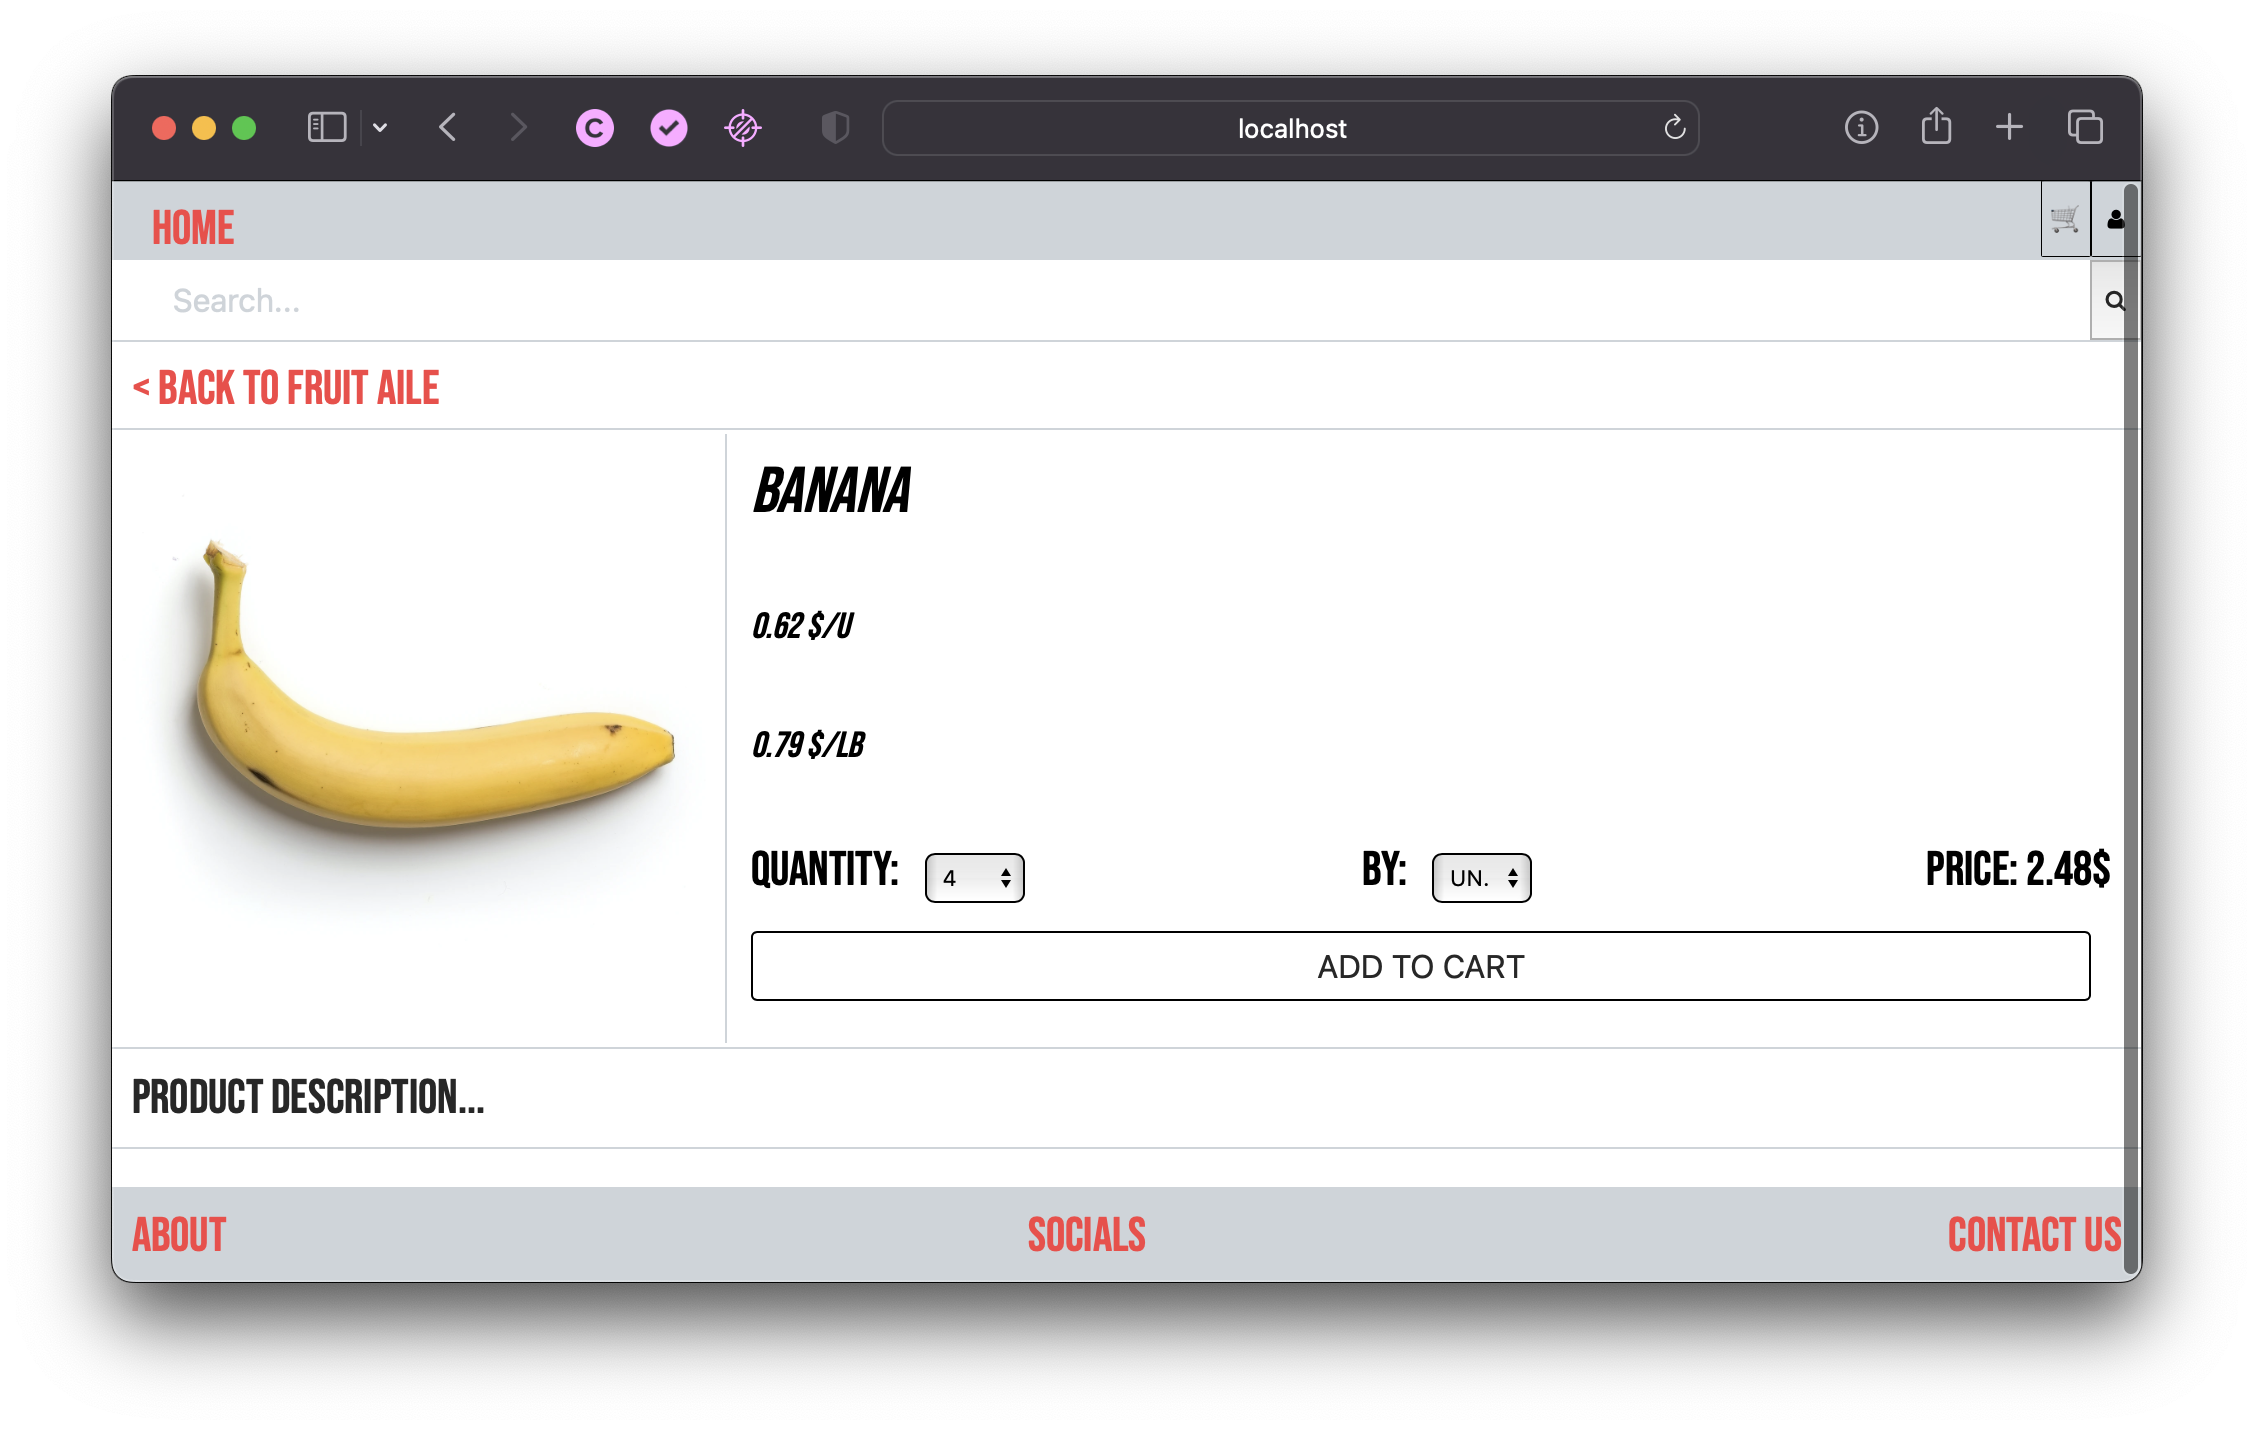 localhost
HOME
Search...
< BACK TO FRUIT AILE
BANANA
0.62 $/U
0.79 $/LB
QUANTITY: 4 BY: UN. PRICE: 2.48$
ADD TO CART
PRODUCT DESCRIPTION...
ABOUT SOCIALS CONTACT US